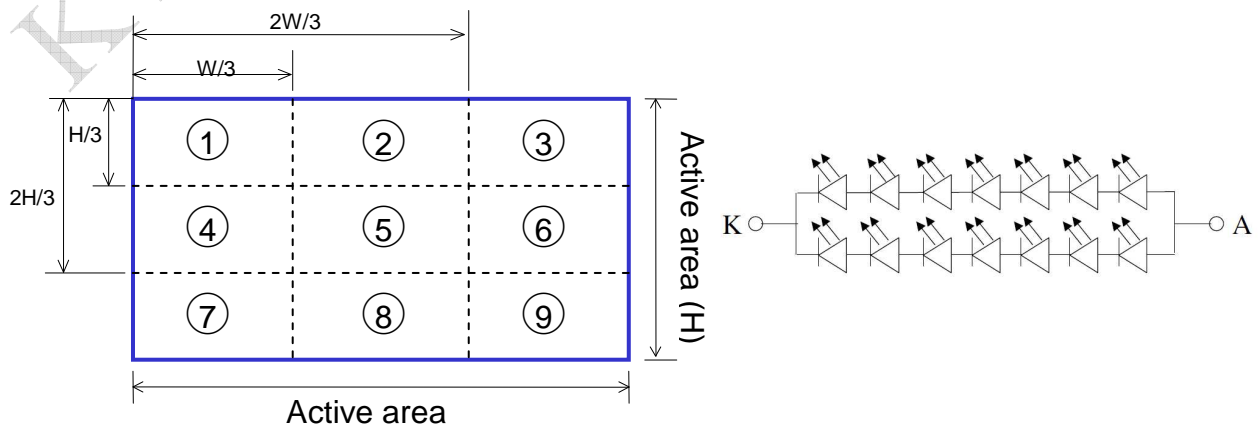 2W/3
W/3
H/3
2H/3
① ② ③
④ ⑤ ⑥
⑦ ⑧ ⑨
Active area (H)
Active area
K
A
K